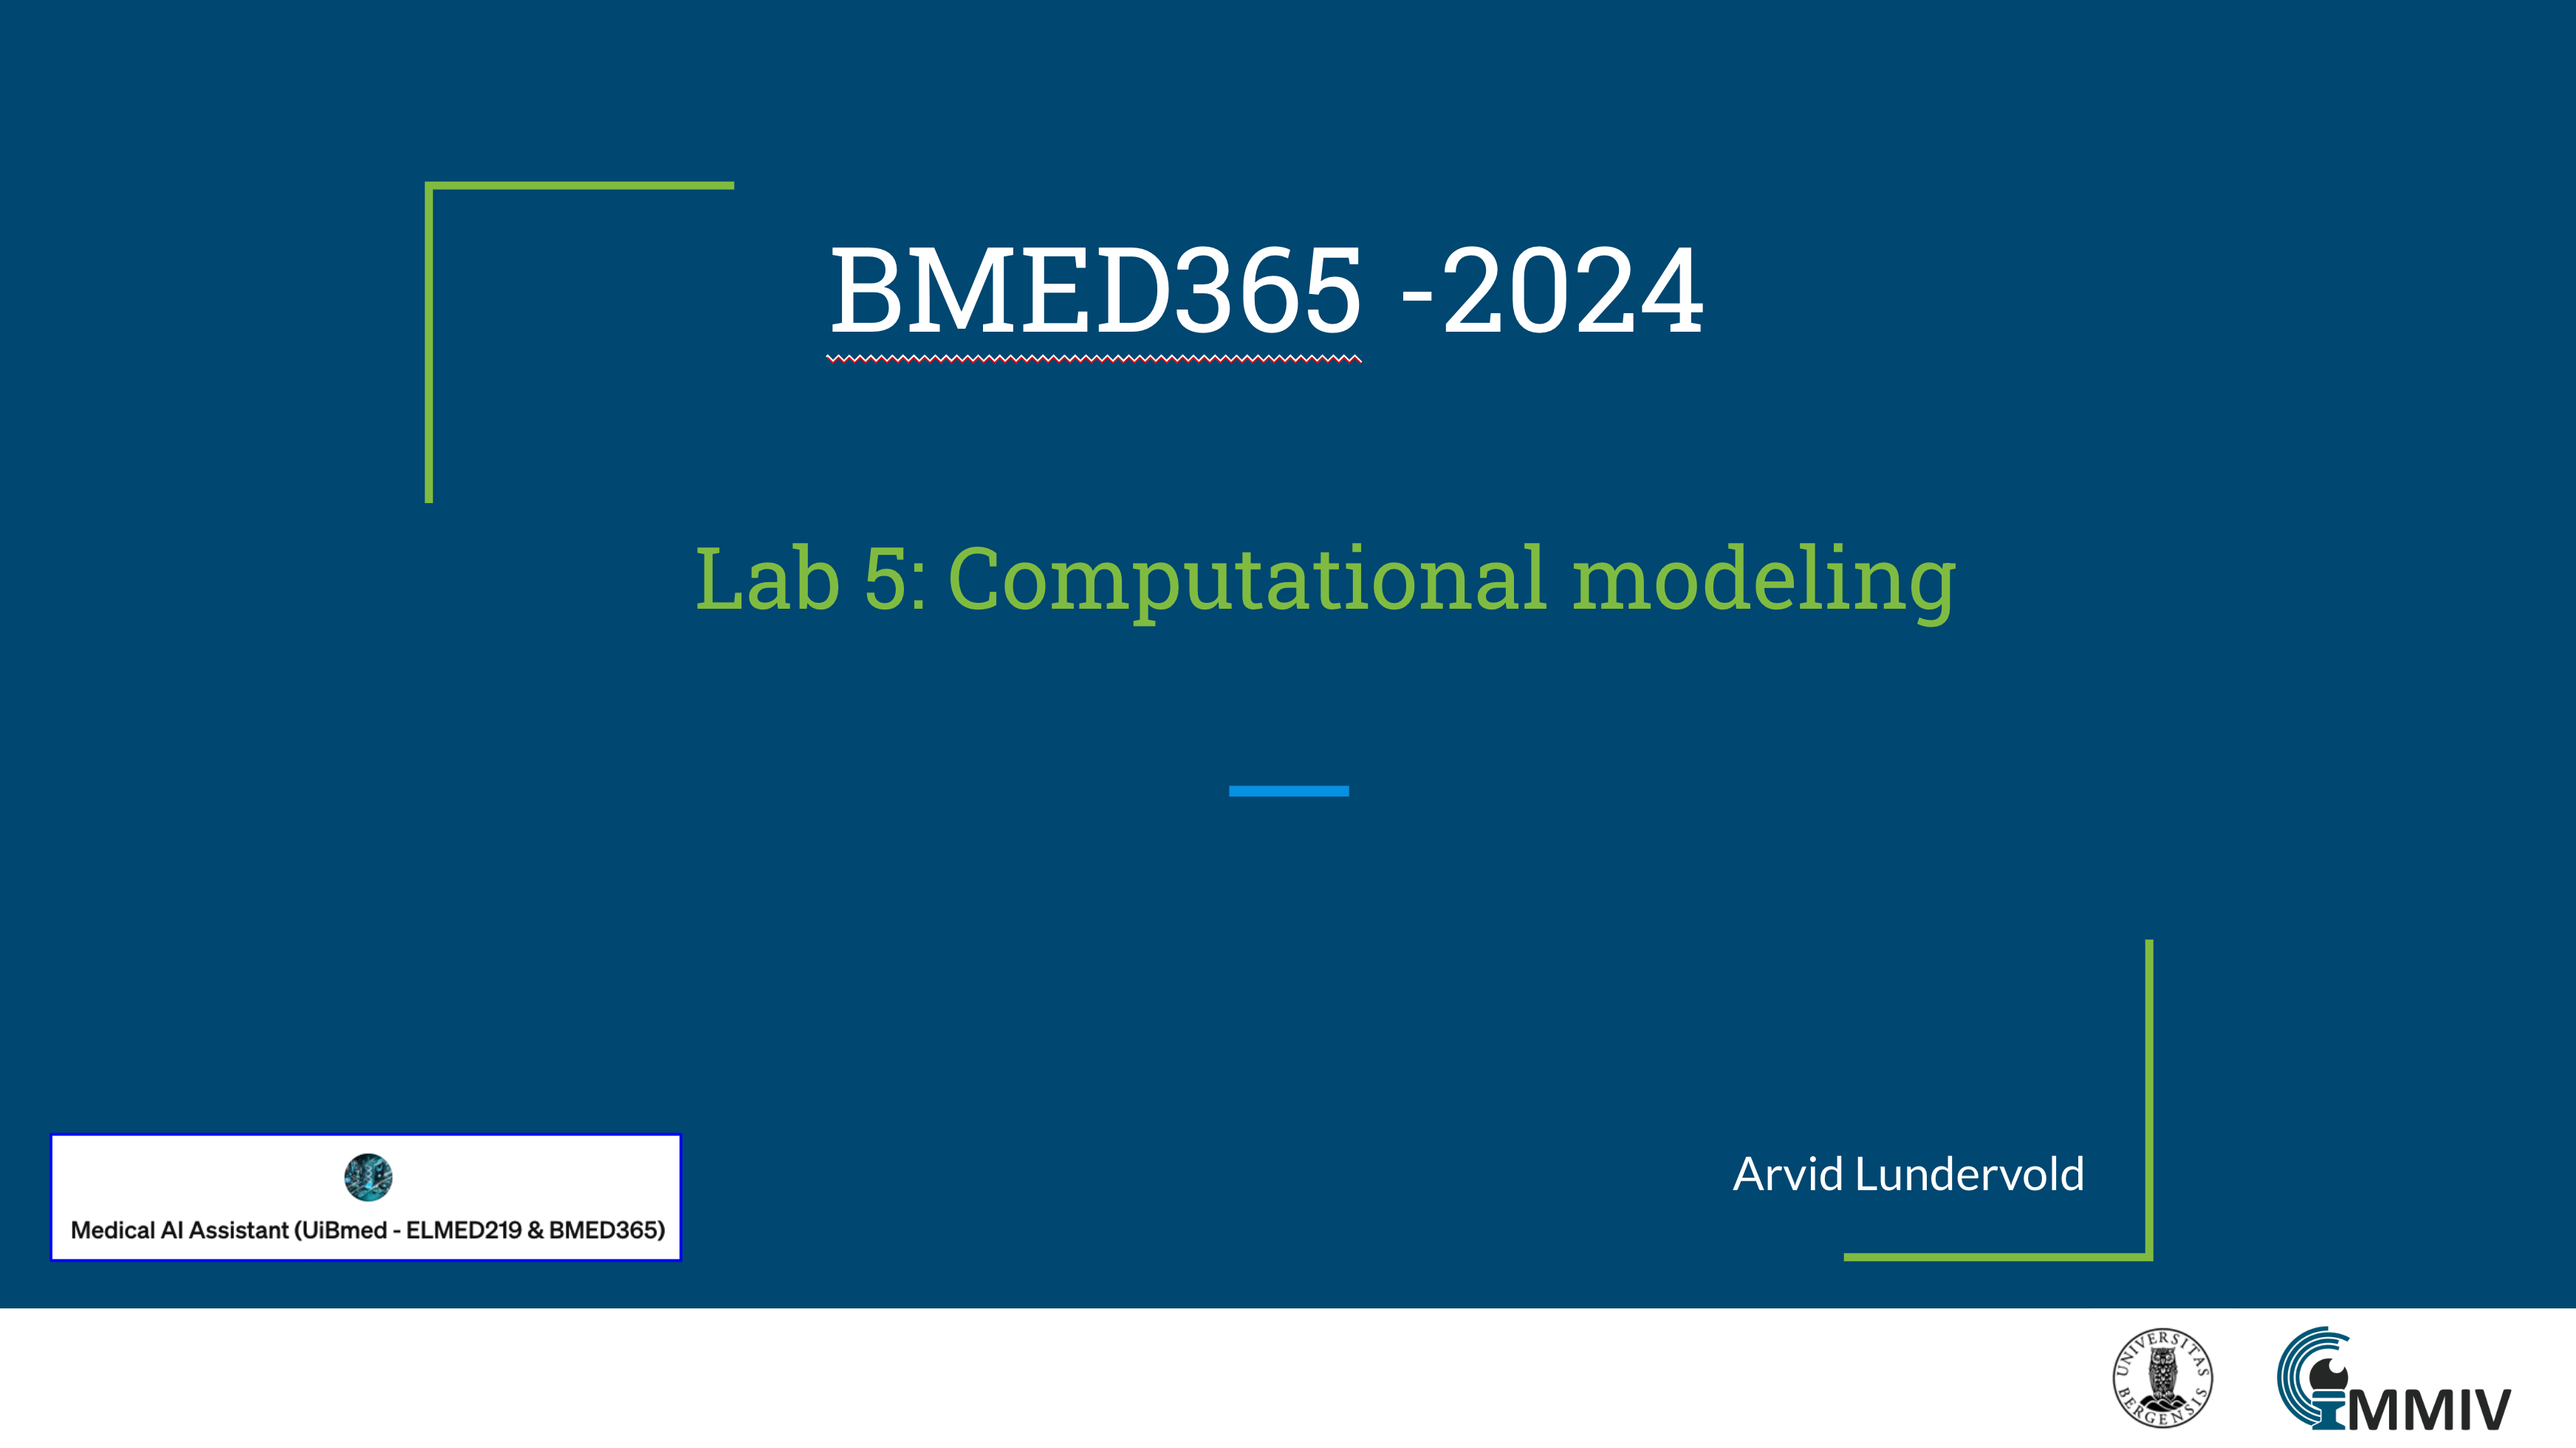 BMED365 -2024
Lab 5: Computational modeling
Arvid Lundervold
Medical AI Assistant (UiBmed - ELMED219 & BMED365)
UNIVERSITAS BERGENSIS
MMIV